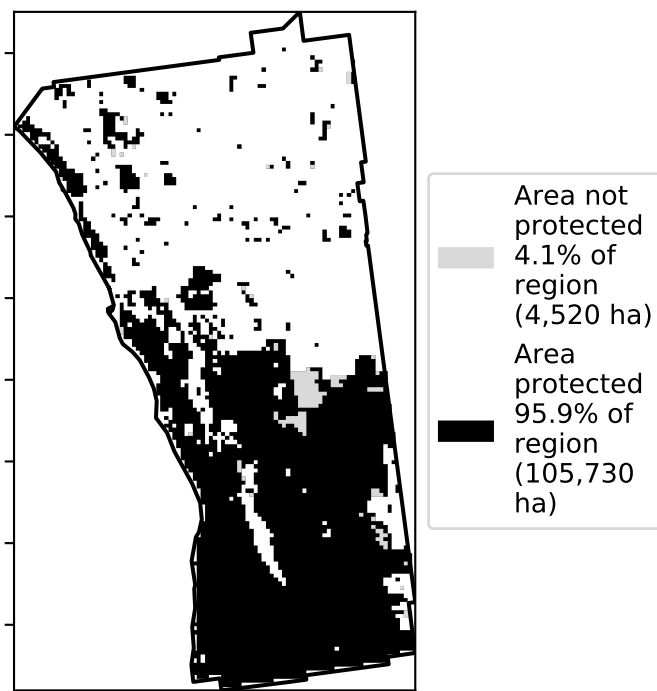 Area not
protected
4.1% of
region
(4,520 ha)
Area
protected
95.9% of
region
(105,730
ha)